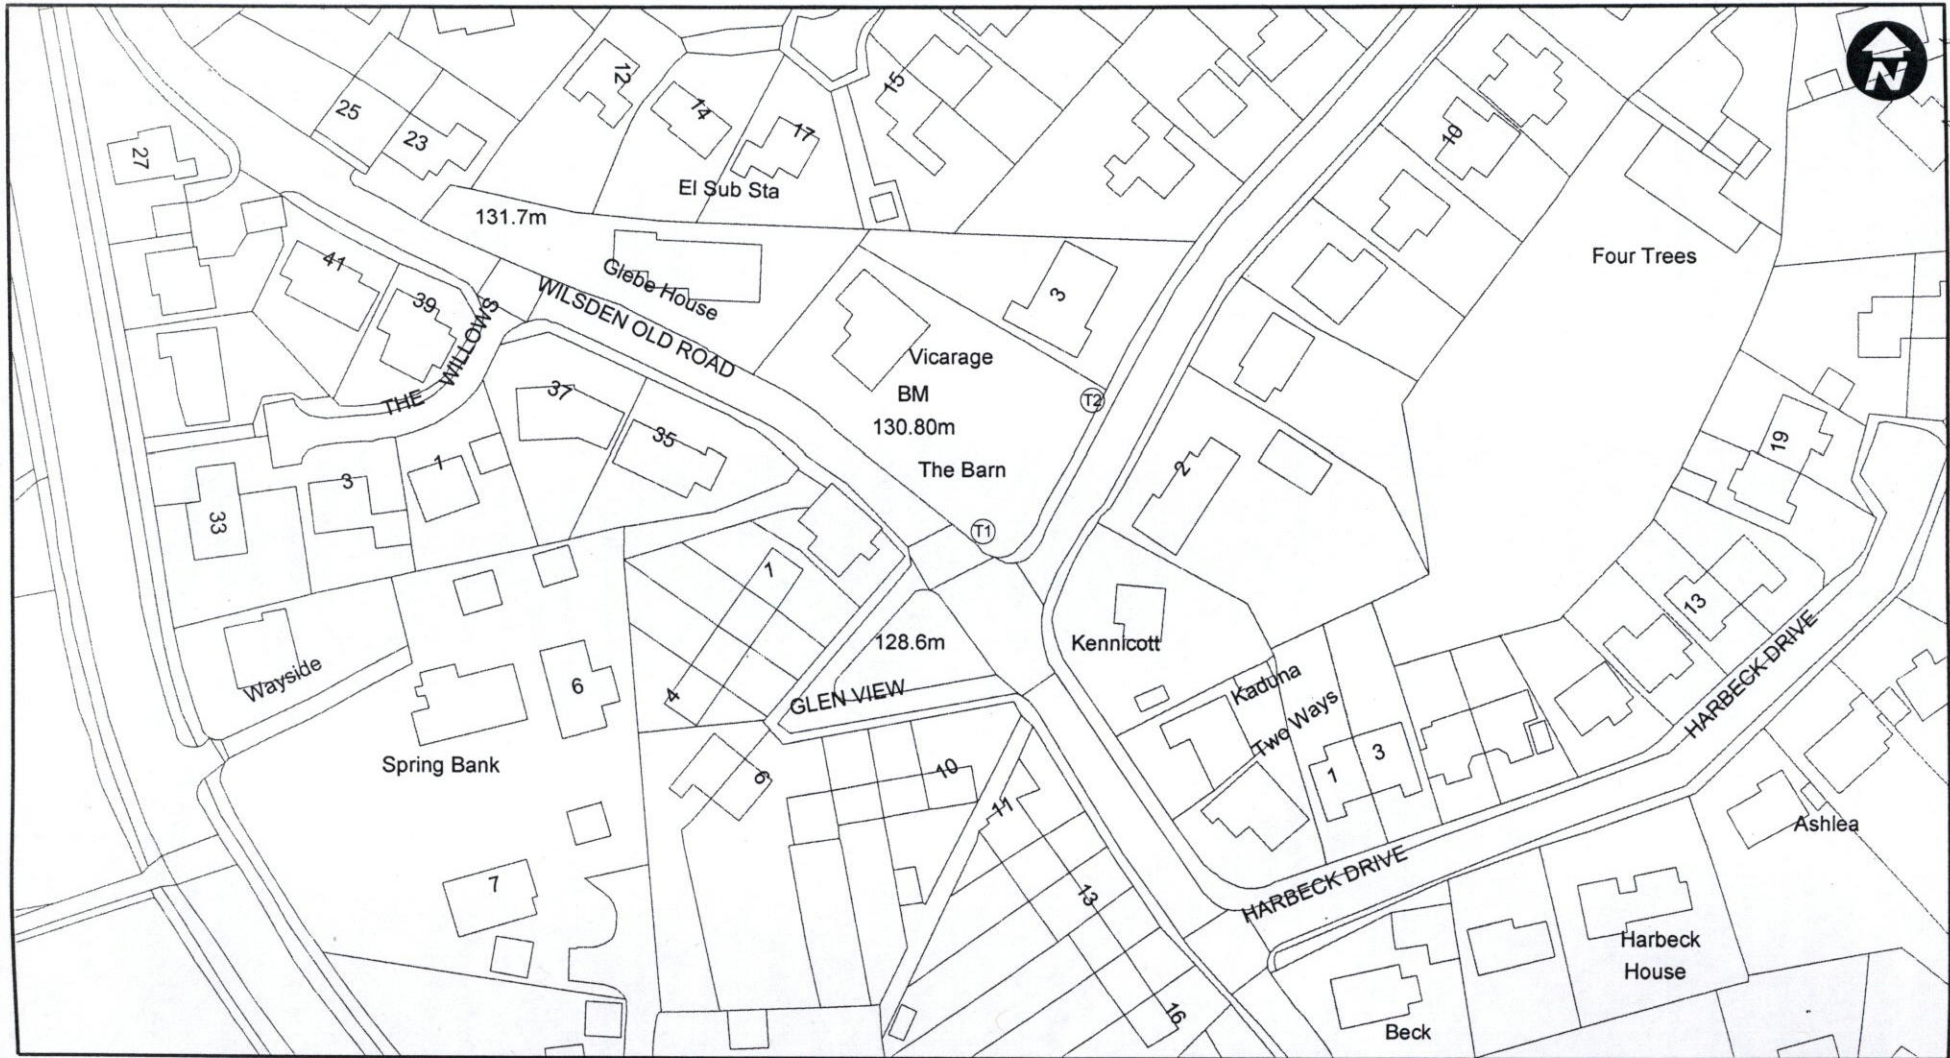 N
12
15
25
14
17
10
23
27
El Sub Sta
131.7m
Four Trees
41
Glebe House
3
39
WILSDEN OLD ROAD
THE WILLOWS
Vicarage
BM
37
T2
130.80m
35
19
1
The Barn
2
3
33
T1
1
13
128.6m
Kennicott
HARBECK DRIVE
Wayside
6
4
GLEN VIEW
Kaduna
Two Ways
Spring Bank
3
1
6
10
11
Ashlea
7
13
HARBECK DRIVE
Harbeck
House
16
Beck